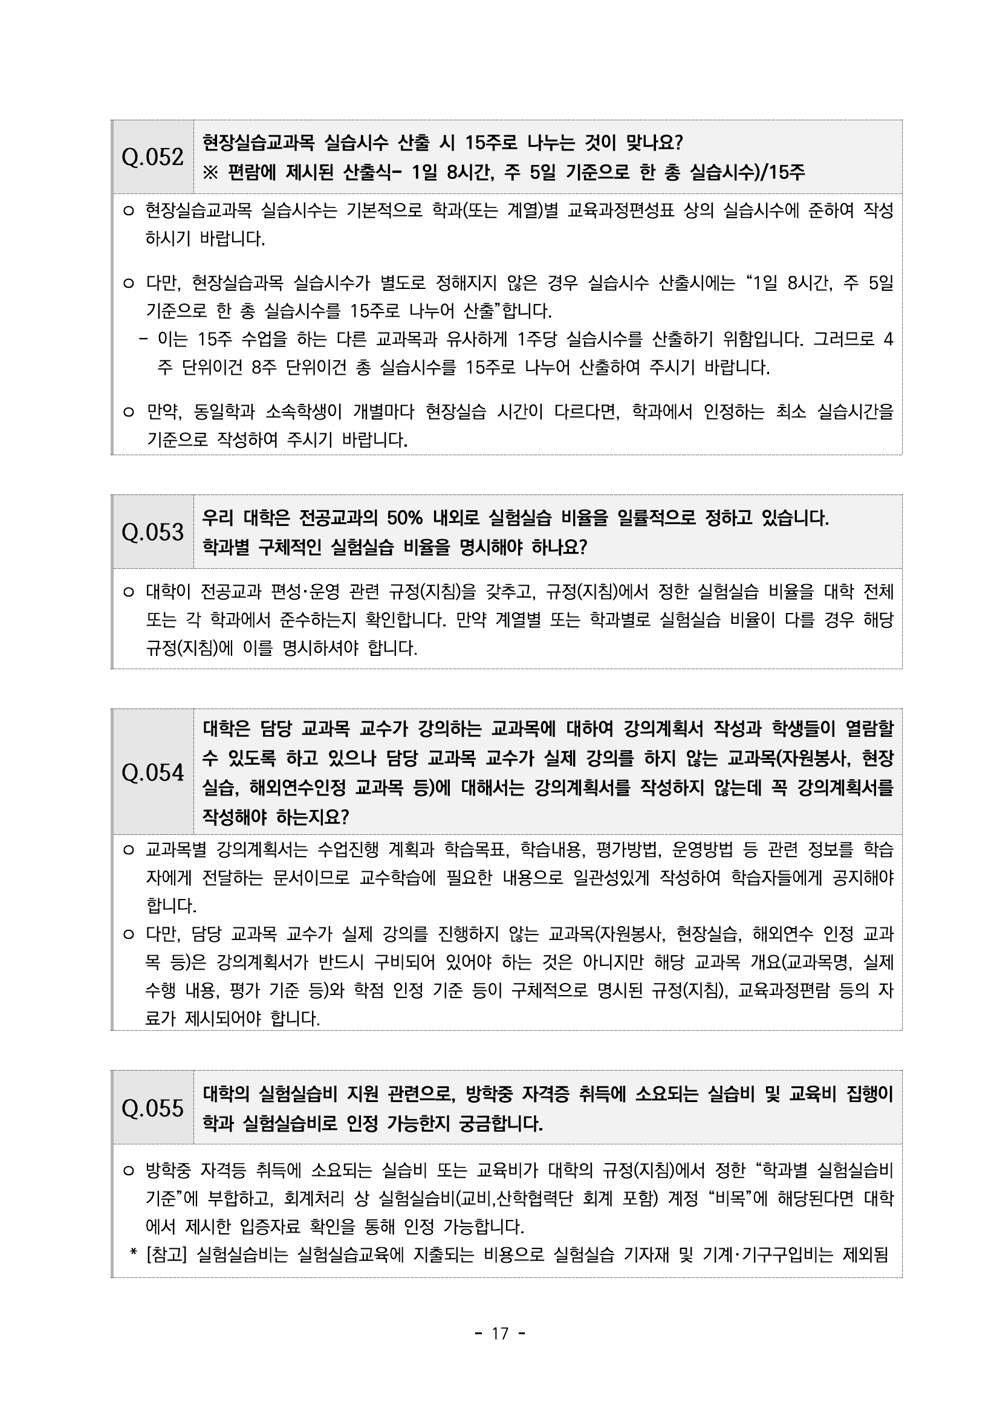 Q.052
현장실습교과목 실습시수 산출 시 15주로 나누는 것이 맞나요?
※ 편람에 제시된 산출식- 1일 8시간, 주 5일 기준으로 한 총 실습시수)/15주
ㅇ 현장실습교과목 실습시수는 기본적으로 학과(또는 계열)별 교육과정편성표 상의 실습시수에 준하여 작성
하시기 바랍니다.
ㅇ 다만, 현장실습과목 실습시수가 별도로 정해지지 않은 경우 실습시수 산출시에는 “1일 8시간, 주 5일
기준으로 한 총 실습시수를 15주로 나누어 산출”합니다.
- 이는 15주 수업을 하는 다른 교과목과 유사하게 1주당 실습시수를 산출하기 위함입니다. 그러므로 4
주 단위이건 8주 단위이건 총 실습시수를 15주로 나누어 산출하여 주시기 바랍니다.
ㅇ 만약, 동일학과 소속학생이 개별마다 현장실습 시간이 다르다면, 학과에서 인정하는 최소 실습시간을
기준으로 작성하여 주시기 바랍니다.
Q.053
우리 대학은 전공교과의 50% 내외로 실험실습 비율을 일률적으로 정하고 있습니다.
학과별 구체적인 실험실습 비율을 명시해야 하나요?
ㅇ 대학이 전공교과 편성·운영 관련 규정(지침)을 갖추고, 규정(지침)에서 정한 실험실습 비율을 대학 전체
또는 각 학과에서 준수하는지 확인합니다. 만약 계열별 또는 학과별로 실험실습 비율이 다를 경우 해당
규정(지침)에 이를 명시하셔야 합니다.
Q.054
대학은 담당 교과목 교수가 강의하는 교과목에 대하여 강의계획서 작성과 학생들이 열람할
수 있도록 하고 있으나 담당 교과목 교수가 실제 강의를 하지 않는 교과목(자원봉사, 현장
실습, 해외연수인정 교과목 등)에 대해서는 강의계획서를 작성하지 않는데 꼭 강의계획서를
작성해야 하는지요?
ㅇ 교과목별 강의계획서는 수업진행 계획과 학습목표, 학습내용, 평가방법, 운영방법 등 관련 정보를 학습
자에게 전달하는 문서이므로 교수학습에 필요한 내용으로 일관성있게 작성하여 학습자들에게 공지해야
합니다.
ㅇ 다만, 담당 교과목 교수가 실제 강의를 진행하지 않는 교과목(자원봉사, 현장실습, 해외연수 인정 교과
목 등)은 강의계획서가 반드시 구비되어 있어야 하는 것은 아니지만 해당 교과목 개요(교과목명, 실제
수행 내용, 평가 기준 등)와 학점 인정 기준 등이 구체적으로 명시된 규정(지침), 교육과정편람 등의 자
료가 제시되어야 합니다.
Q.055
대학의 실험실습비 지원 관련으로, 방학중 자격증 취득에 소요되는 실습비 및 교육비 집행이
학과 실험실습비로 인정 가능한지 궁금합니다.
ㅇ 방학중 자격등 취득에 소요되는 실습비 또는 교육비가 대학의 규정(지침)에서 정한 “학과별 실험실습비
기준”에 부합하고, 회계처리 상 실험실습비(교비,산학협력단 회계 포함) 계정 “비목”에 해당된다면 대학
에서 제시한 입증자료 확인을 통해 인정 가능합니다.
* [참고] 실험실습비는 실험실습교육에 지출되는 비용으로 실험실습 기자재 및 기계·기구구입비는 제외됨
- 17 -